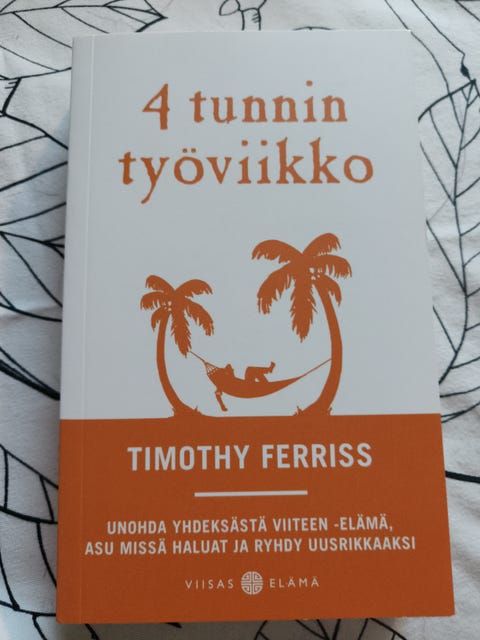 4 tunnin
työviikko
TIMOTHY FERRISS
UNOHDA YHDEKSÄSTÄ VIITEEN -ELÄMÄ,
ASU MISSÄ HALUAT JA RYHDY UUSRIKKAAKSI
VIISAS ELÄMÄ